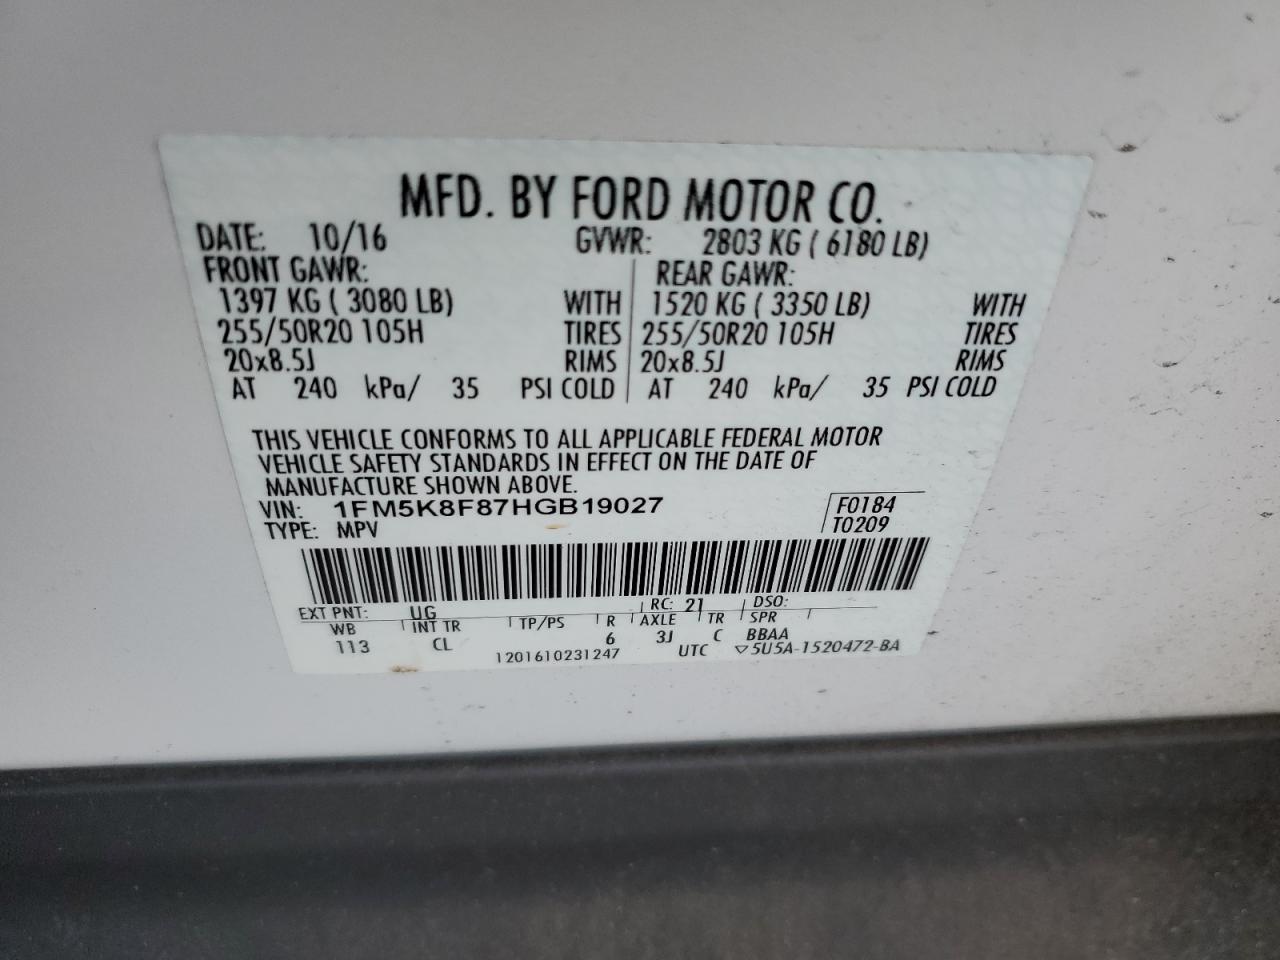 MFD. BY FORD MOTOR CO.
DATE: 10/16 GVWR: 2803 KG ( 6180 LB)
FRONT GAWR: REAR GAWR:
1397 KG ( 3080 LB) WITH 1520 KG ( 3350 LB) WITH
255/50R20 105H TIRES 255/50R20 105H TIRES
20x8.5J RIMS 20x8.5J RIMS
AT 240 kPa/ 35 PSI COLD AT 240 kPa/ 35 PSI COLD
THIS VEHICLE CONFORMS TO ALL APPLICABLE FEDERAL MOTOR
VEHICLE SAFETY STANDARDS IN EFFECT ON THE DATE OF
MANUFACTURE SHOWN ABOVE.
VIN: 1FM5K8F87HGB19027 F0184
TYPE: MPV T0209
EXT PNT: UG RC: 21 DSO:
WB INT TR TP/PS R AXLE TR SPR
113 CL 6 3J C BBAA
1201610231247 UTC ▽5U5A-1520472-BA